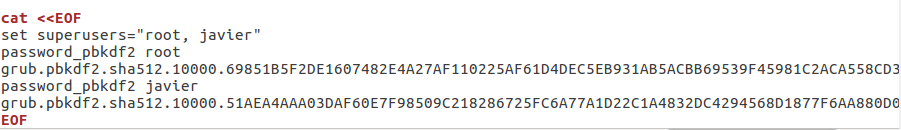 cat <<EOF
set superusers="root, javier"
password_pbkdf2 root
grub.pbkdf2.sha512.10000.69851B5F2DE1607482E4A27AF110225AF61D4DEC5EB931AB5ACBB69539F45981C2ACA558CD3
password_pbkdf2 javier
grub.pbkdf2.sha512.10000.51AEA4AAA03DAF60E7F98509C218286725FC6A77A1D22C1A4832DC4294568D1877F6AA880D0
EOF